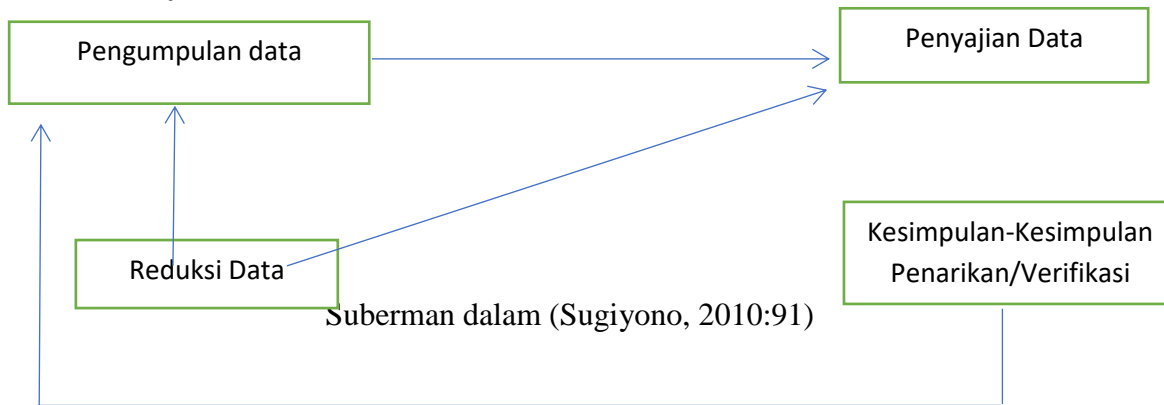 Pengumpulan data
Penyajian Data
Kesimpulan-Kesimpulan
Penarikan/Verifikasi
Reduksi Data
Suberman dalam (Sugiyono, 2010:91)